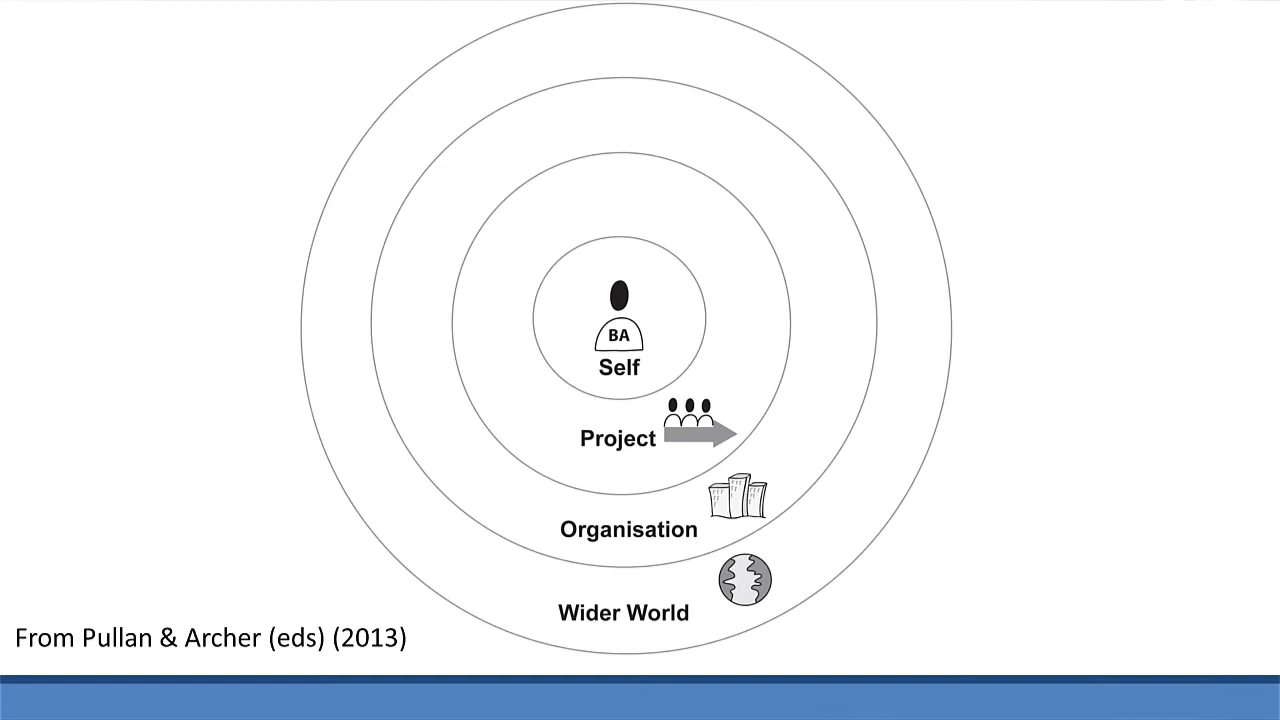 BA
Self
Project
Organisation
Wider World
From Pullan & Archer (eds) (2013)